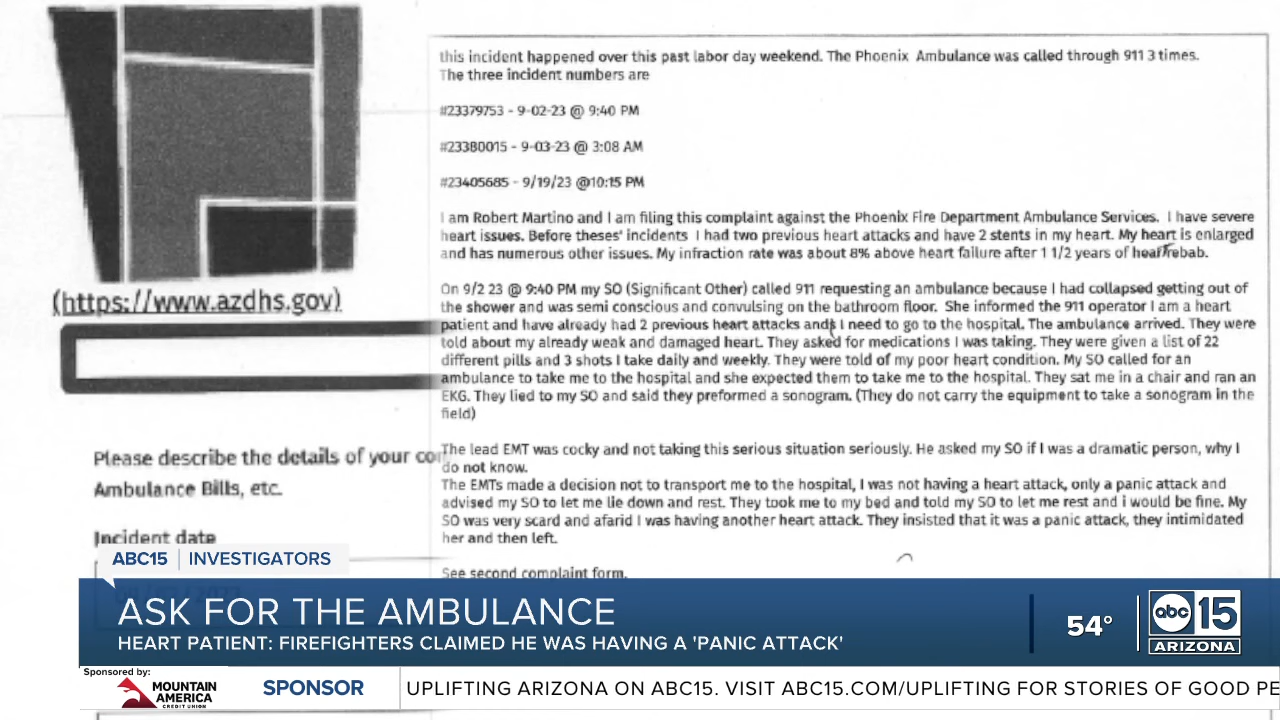 this incident happened over this past labor day weekend. The Phoenix Ambulance was called through 911 3 times.
The three incident numbers are
#23379753 - 9-02-23 @ 9:40 PM
#23380015 - 9-03-23 @ 3:08 AM
#23405685 - 9/19/23 @10:15 PM
I am Robert Martino and I am filing this complaint against the Phoenix Fire Department Ambulance Services. I have severe
heart issues. Before theses' incidents I had two previous heart attacks and have 2 stents in my heart. My heart is enlarged
and has numerous other issues. My infraction rate was about 8% above heart failure after 1 1/2 years of heart rebab.
On 9/2 23 @ 9:40 PM my SO (Significant Other) called 911 requesting an ambulance because I had collapsed getting out of
the shower and was semi conscious and convulsing on the bathroom floor. She informed the 911 operator I am a heart
patient and have already had 2 previous heart attacks and I need to go to the hospital. The ambulance arrived. They were
told about my already weak and damaged heart. They asked for medications I was taking. They were given a list of 22
different pills and 3 shots I take daily and weekly. They were told of my poor heart condition. My SO called for an
ambulance to take me to the hospital and she expected them to take me to the hospital. They sat me in a chair and ran an
EKG. They lied to my SO and said they preformed a sonogram. (They do not carry the equipment to take a sonogram in the
field)
The lead EMT was cocky and not taking this serious situation seriously. He asked my SO if I was a dramatic person, why I
do not know.
The EMTs made a decision not to transport me to the hospital, I was not having a heart attack, only a panic attack and
advised my SO to let me lie down and rest. They took me to my bed and told my SO to let me rest and i would be fine. My
SO was very scard and afarid I was having another heart attack. They insisted that it was a panic attack, they intimidated
her and then left.
See second complaint form.
(https://www.azdhs.gov)
Please describe the details of your
Ambulance Bills, etc.
Incident date
ABC15 | INVESTIGATORS
ASK FOR THE AMBULANCE
HEART PATIENT: FIREFIGHTERS CLAIMED HE WAS HAVING A 'PANIC ATTACK'
54°
abc 15
ARIZONA
Sponsored by:
MOUNTAIN
AMERICA
CREDIT UNION
SPONSOR
UPLIFTING ARIZONA ON ABC15. VISIT ABC15.COM/UPLIFTING FOR STORIES OF GOOD PE